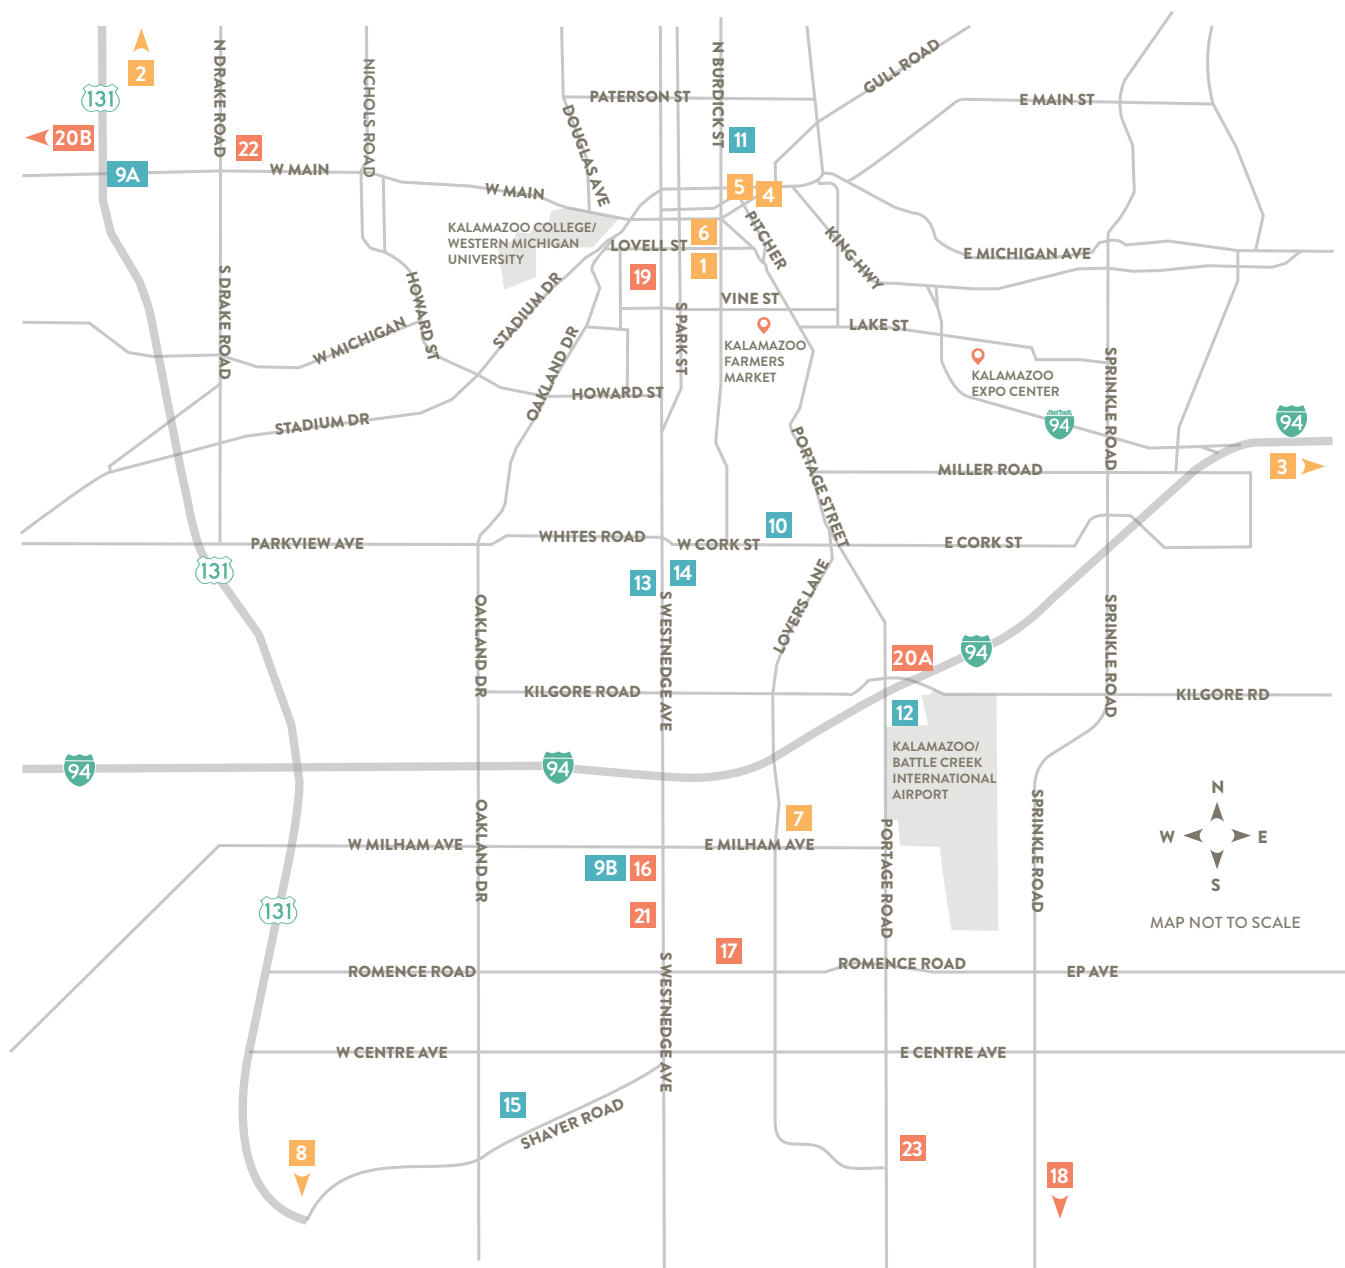 2
131
N DRAKE ROAD
NICHOLS ROAD
20B
22
9A
W MAIN
W MAIN
DOUGLAS AVE
PATERSON ST
N BURDICK ST
11
GULL ROAD
E MAIN ST
5
4
6
1
PITCHER
KING HWY
E MICHIGAN AVE
KALAMAZOO COLLEGE/
WESTERN MICHIGAN
UNIVERSITY
LOVELL ST
19
STADIUM DR
S DRAKE ROAD
HOWARD ST
W MICHIGAN
OAKLAND DR
S PARK ST
VINE ST
KALAMAZOO
FARMERS
MARKET
LAKE ST
KALAMAZOO
EXPO CENTER
SPRINKLE ROAD
94
94
3
HOWARD ST
STADIUM DR
PORTAGE STREET
MILLER ROAD
PARKVIEW AVE
WHITES ROAD
W CORK ST
10
E CORK ST
131
13
14
LOVERS LANE
OAKLAND DR
S WESTNEDGE AVE
SPRINKLE ROAD
20A
94
KILGORE ROAD
KILGORE RD
12
KALAMAZOO/
BATTLE CREEK
INTERNATIONAL
AIRPORT
94
94
OAKLAND DR
7
W MILHAM AVE
E MILHAM AVE
PORTAGE ROAD
SPRINKLE ROAD
N
W
E
S
MAP NOT TO SCALE
9B
16
21
131
17
S WESTNEDGE AVE
ROMENCE ROAD
ROMENCE ROAD
EP AVE
W CENTRE AVE
E CENTRE AVE
15
SHAVER ROAD
8
23
18